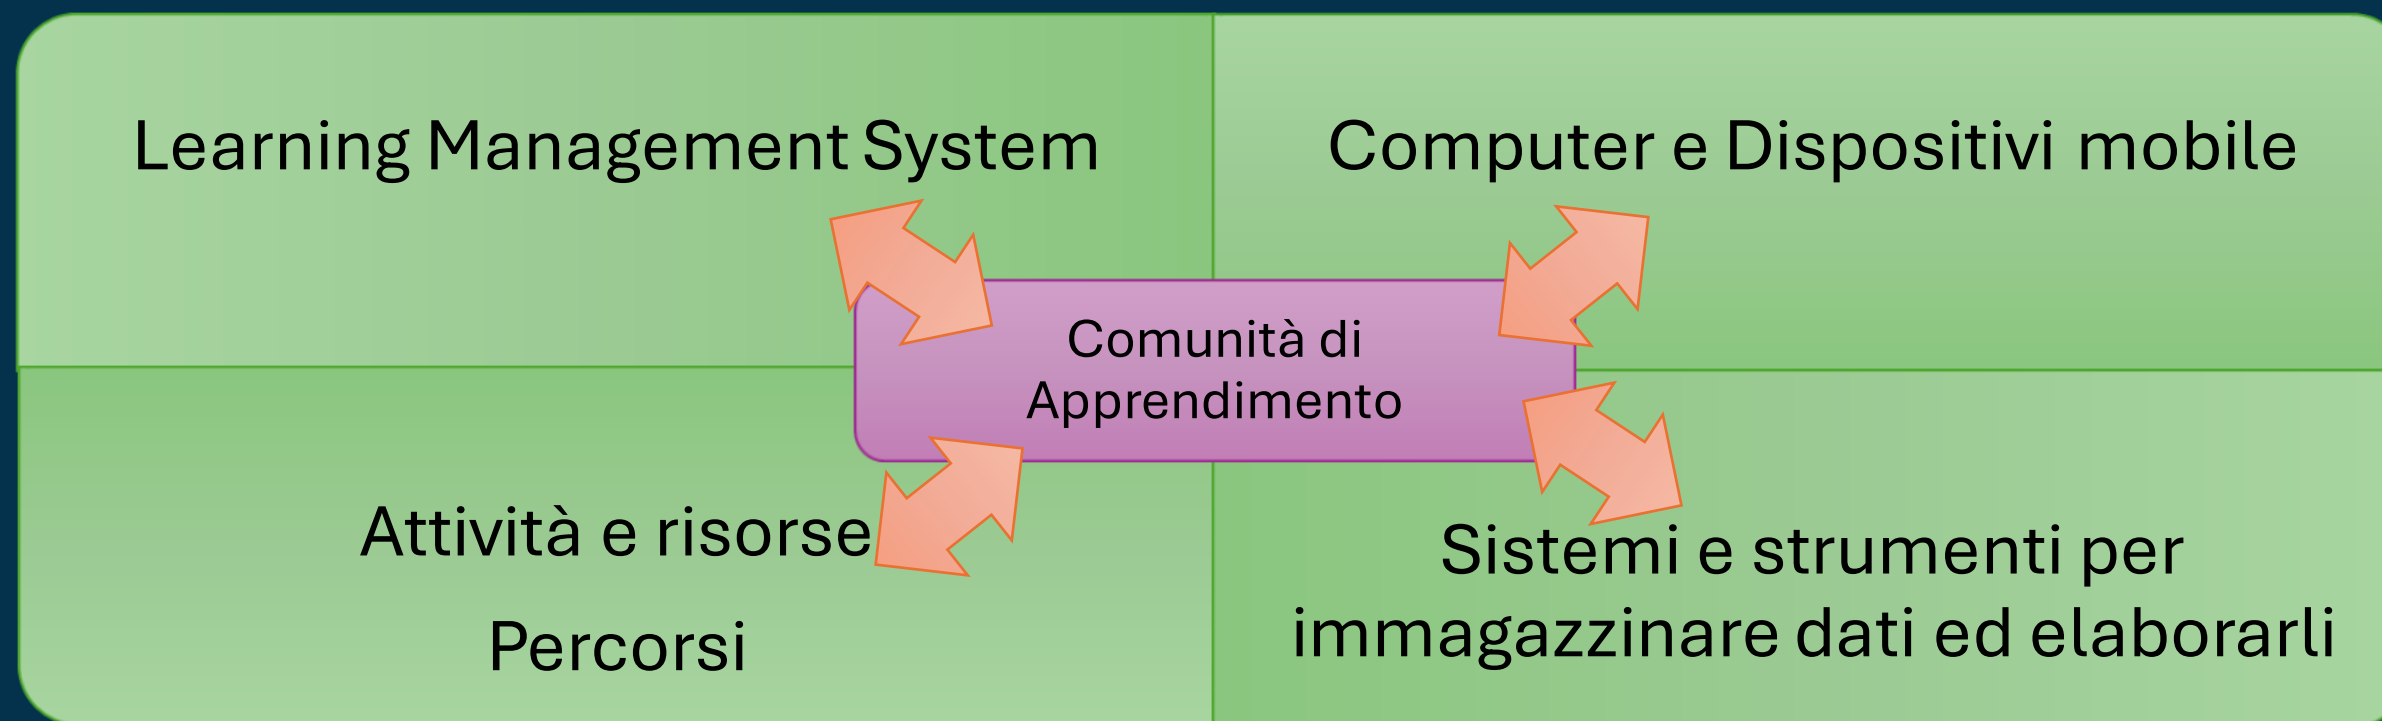 Learning Management System
Computer e Dispositivi mobile
Comunità di
Apprendimento
Attività e risorse
Percorsi
Sistemi e strumenti per
immagazzinare dati ed elaborarli